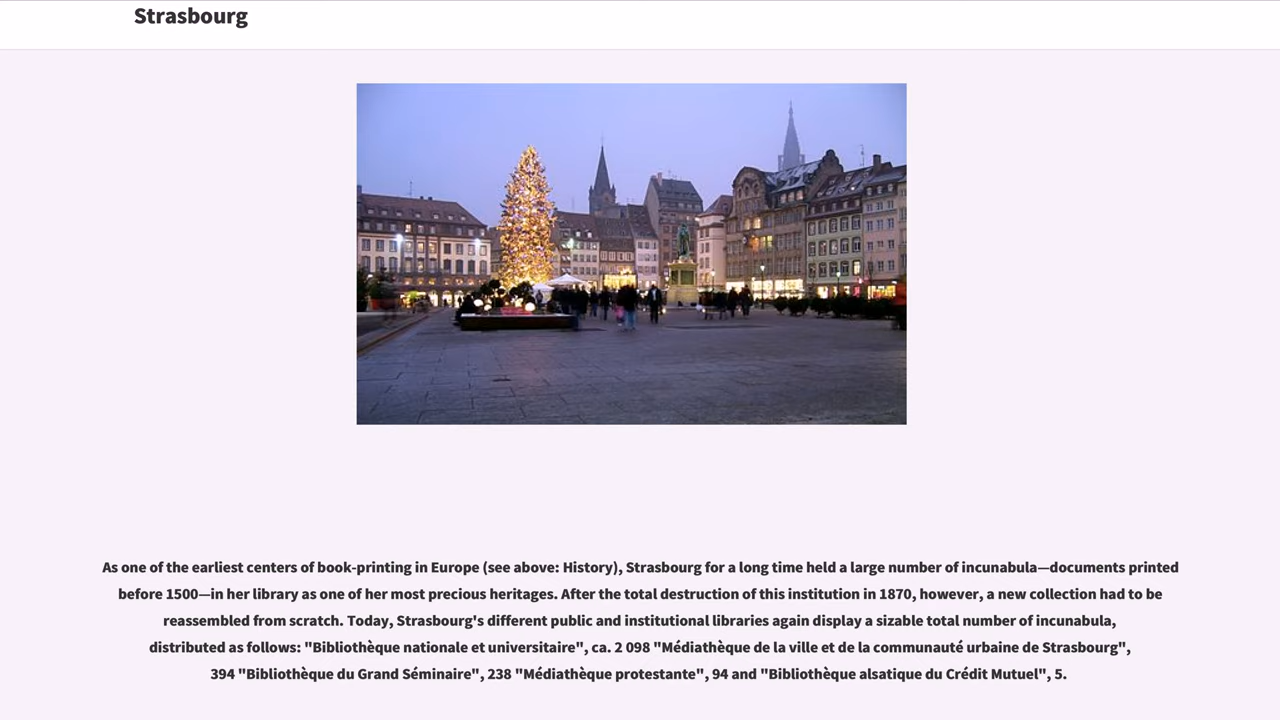 Strasbourg
As one of the earliest centers of book-printing in Europe (see above: History), Strasbourg for a long time held a large number of incunabula—documents printed
before 1500—in her library as one of her most precious heritages. After the total destruction of this institution in 1870, however, a new collection had to be
reassembled from scratch. Today, Strasbourg's different public and institutional libraries again display a sizable total number of incunabula,
distributed as follows: "Bibliothèque nationale et universitaire", ca. 2 098 "Médiathèque de la ville et de la communauté urbaine de Strasbourg",
394 "Bibliothèque du Grand Séminaire", 238 "Médiathèque protestante", 94 and "Bibliothèque alsatique du Crédit Mutuel", 5.